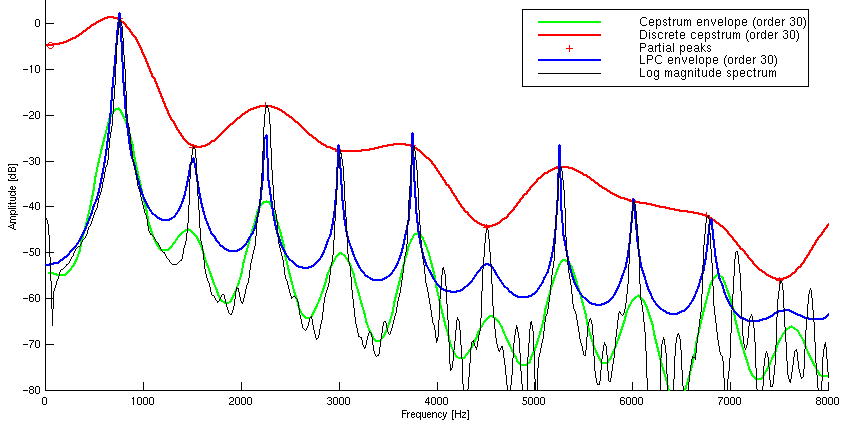 Cepstrum envelope (order 30)
Discrete cepstrum (order 30)
Partial peaks
LPC envelope (order 30)
Log magnitude spectrum
Amplitude [dB]
0
−10
−20
−30
−40
−50
−60
−70
−80
0 1000 2000 3000 4000 5000 6000 7000 8000
Frequency [Hz]